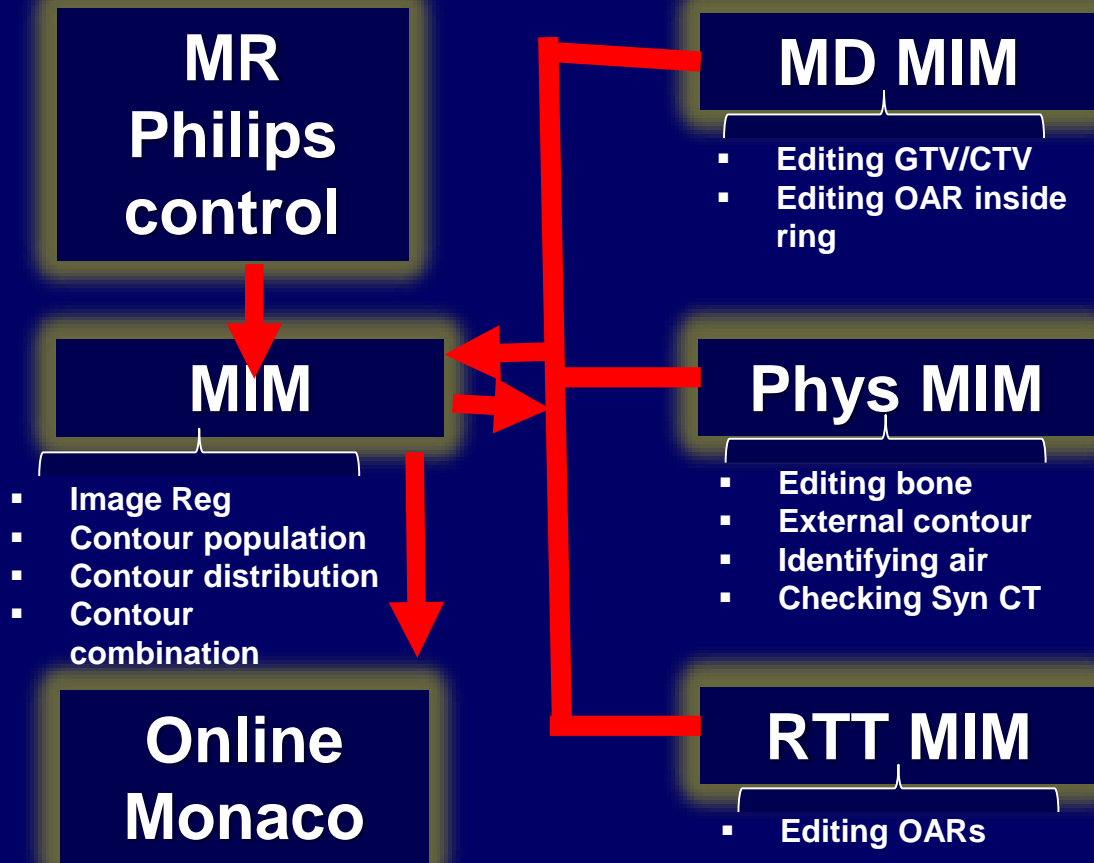 MR
Philips
control
MIM
▪ Image Reg
▪ Contour population
▪ Contour distribution
▪ Contour
combination
Online
Monaco
MD MIM
▪ Editing GTV/CTV
▪ Editing OAR inside
ring
Phys MIM
▪ Editing bone
▪ External contour
▪ Identifying air
▪ Checking Syn CT
RTT MIM
▪ Editing OARs